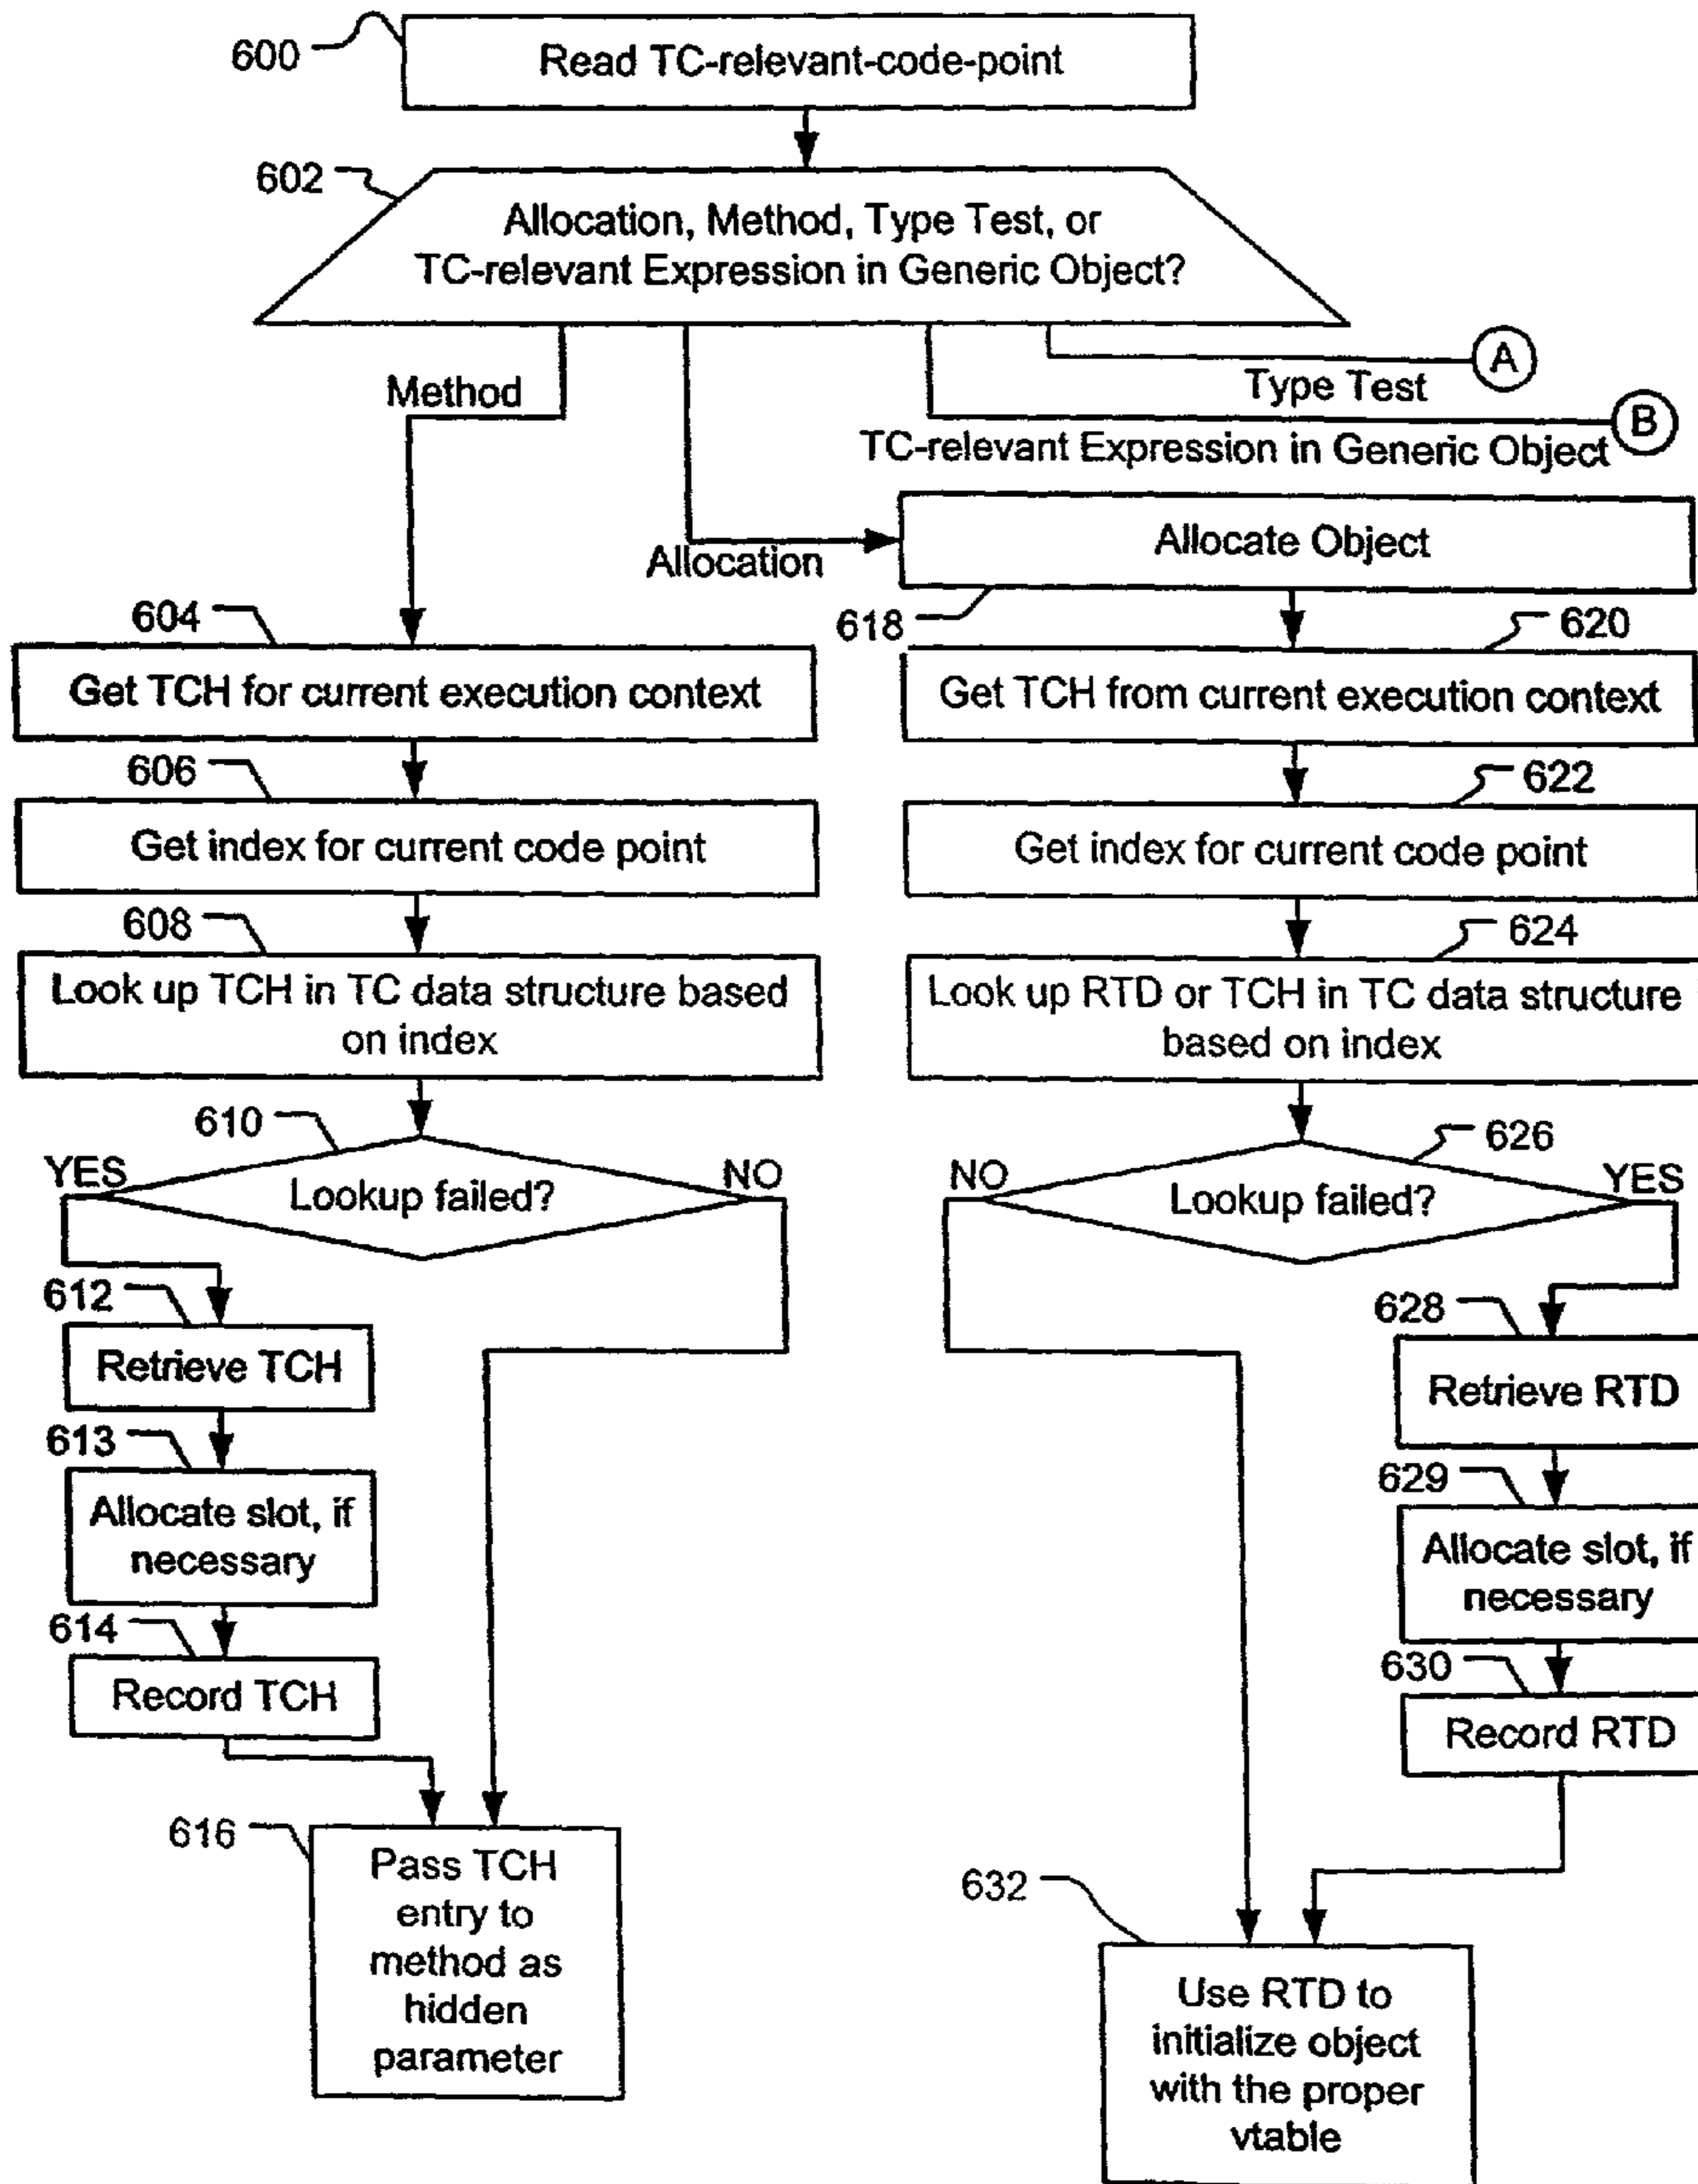 600
Read TC-relevant-code-point
602
Allocation, Method, Type Test, or
TC-relevant Expression in Generic Object?
A
Type Test
Method
B
TC-relevant Expression in Generic Object
Allocation
Allocate Object
618
604
Get TCH for current execution context
620
Get TCH from current execution context
606
Get index for current code point
622
Get index for current code point
608
Look up TCH in TC data structure based
on index
624
Look up RTD or TCH in TC data structure
based on index
610
YES
Lookup failed?
NO
626
NO
Lookup failed?
YES
612
Retrieve TCH
628
Retrieve RTD
613
Allocate slot, if
necessary
629
Allocate slot, if
necessary
614
Record TCH
630
Record RTD
616
Pass TCH
entry to
method as
hidden
parameter
632
Use RTD to
initialize object
with the proper
vtable